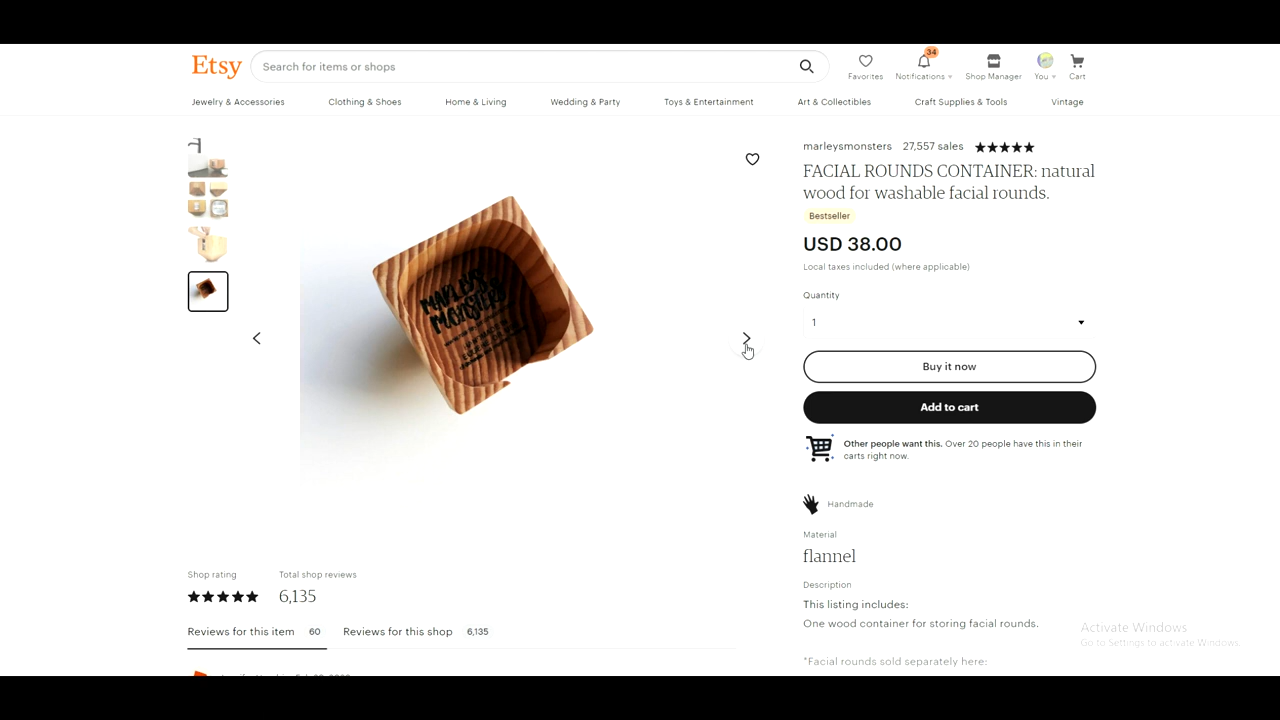 Etsy
Search for items or shops
Favorites
34
Notifications
Shop Manager
You
Cart
Jewelry & Accessories
Clothing & Shoes
Home & Living
Wedding & Party
Toys & Entertainment
Art & Collectibles
Craft Supplies & Tools
Vintage
marleysmonsters 27,557 sales
FACIAL ROUNDS CONTAINER: natural
wood for washable facial rounds.
Bestseller
USD 38.00
Local taxes included (where applicable)
Quantity
1
Buy it now
Add to cart
Other people want this. Over 20 people have this in their
carts right now.
Handmade
Material
flannel
Description
This listing includes:
One wood container for storing facial rounds.
*Facial rounds sold separately here:
MARLEY'S
MONSTERS
Shop rating
Total shop reviews
6,135
Reviews for this item 60
Reviews for this shop 6,135
Activate Windows
Go to Settings to activate Windows.